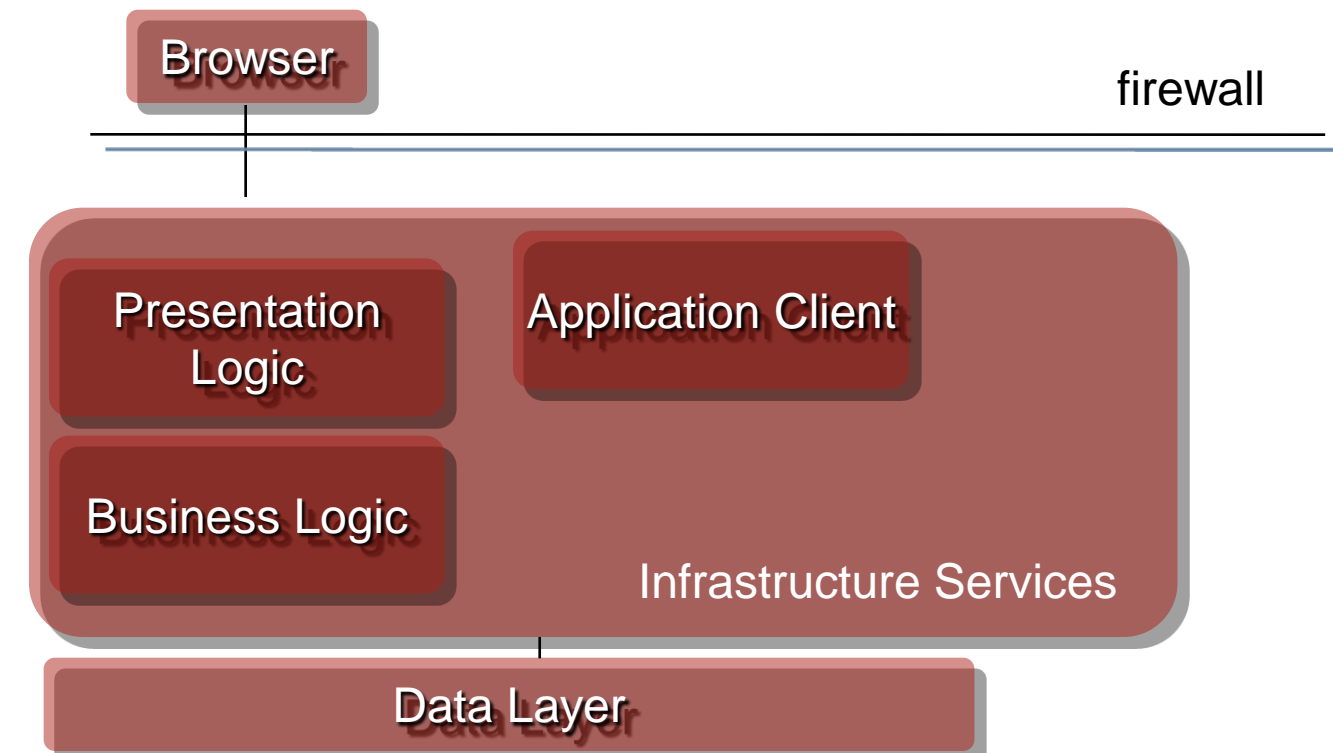 Browser
firewall
Presentation
Logic
Application Client
Business Logic
Infrastructure Services
Data Layer